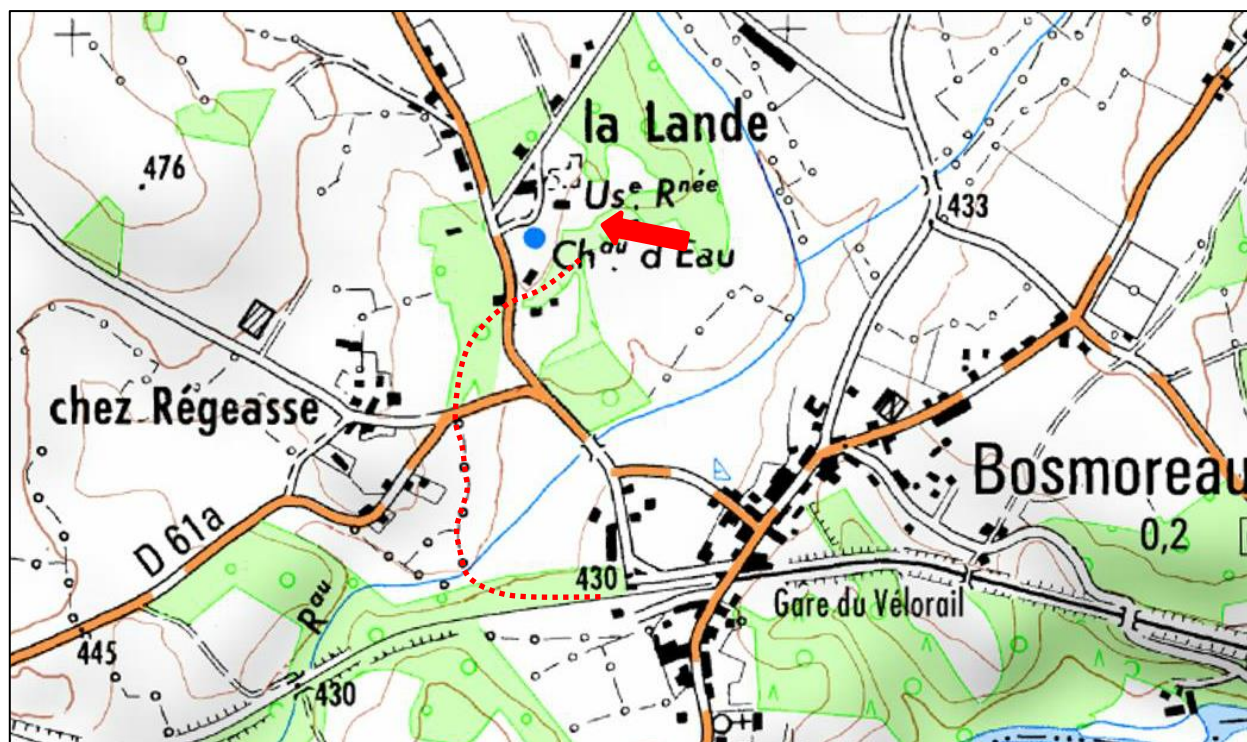 la Lande
476
Usᵉ. Rⁿᵉᵉ
433
Chᵃᵘ d'Eau
chez Régeasse
Bosmoreau
0,2
D 61a
430
Gare du Vélorail
Rᵃᵘ
445
430